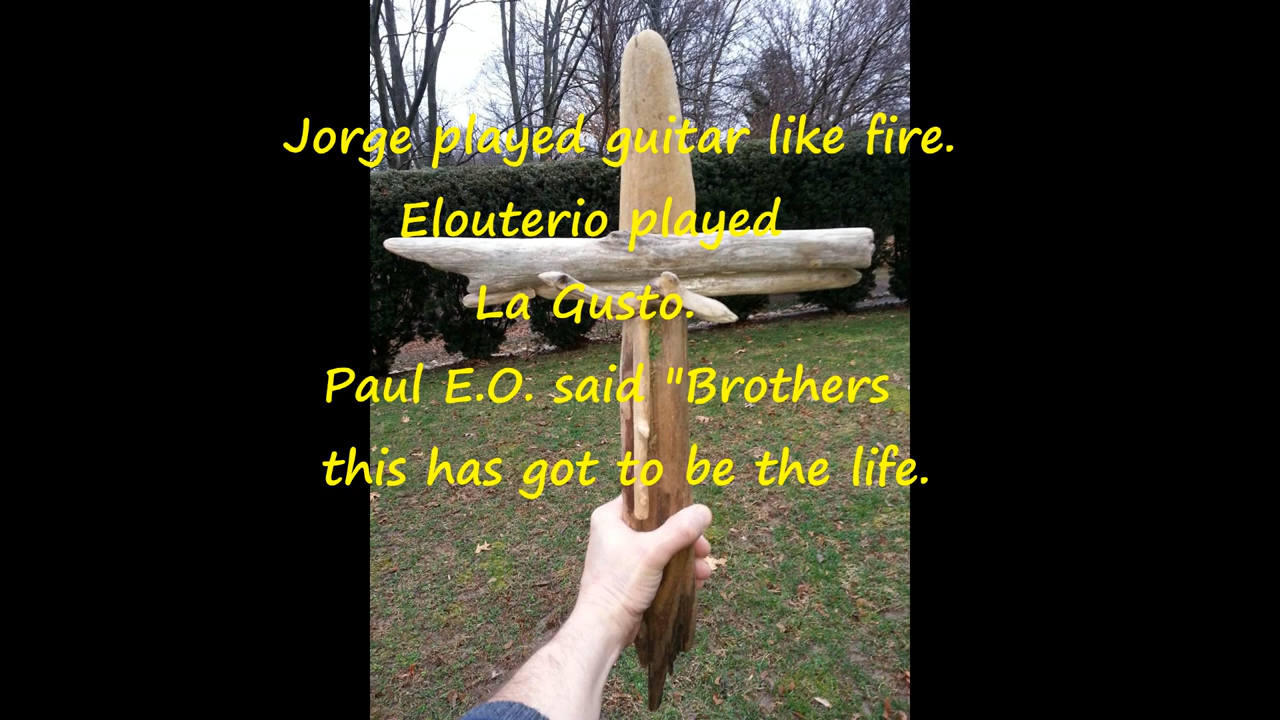 Jorge played guitar like fire.
Elouterio played
La Gusto.
Paul E.O. said "Brothers
this has got to be the life.